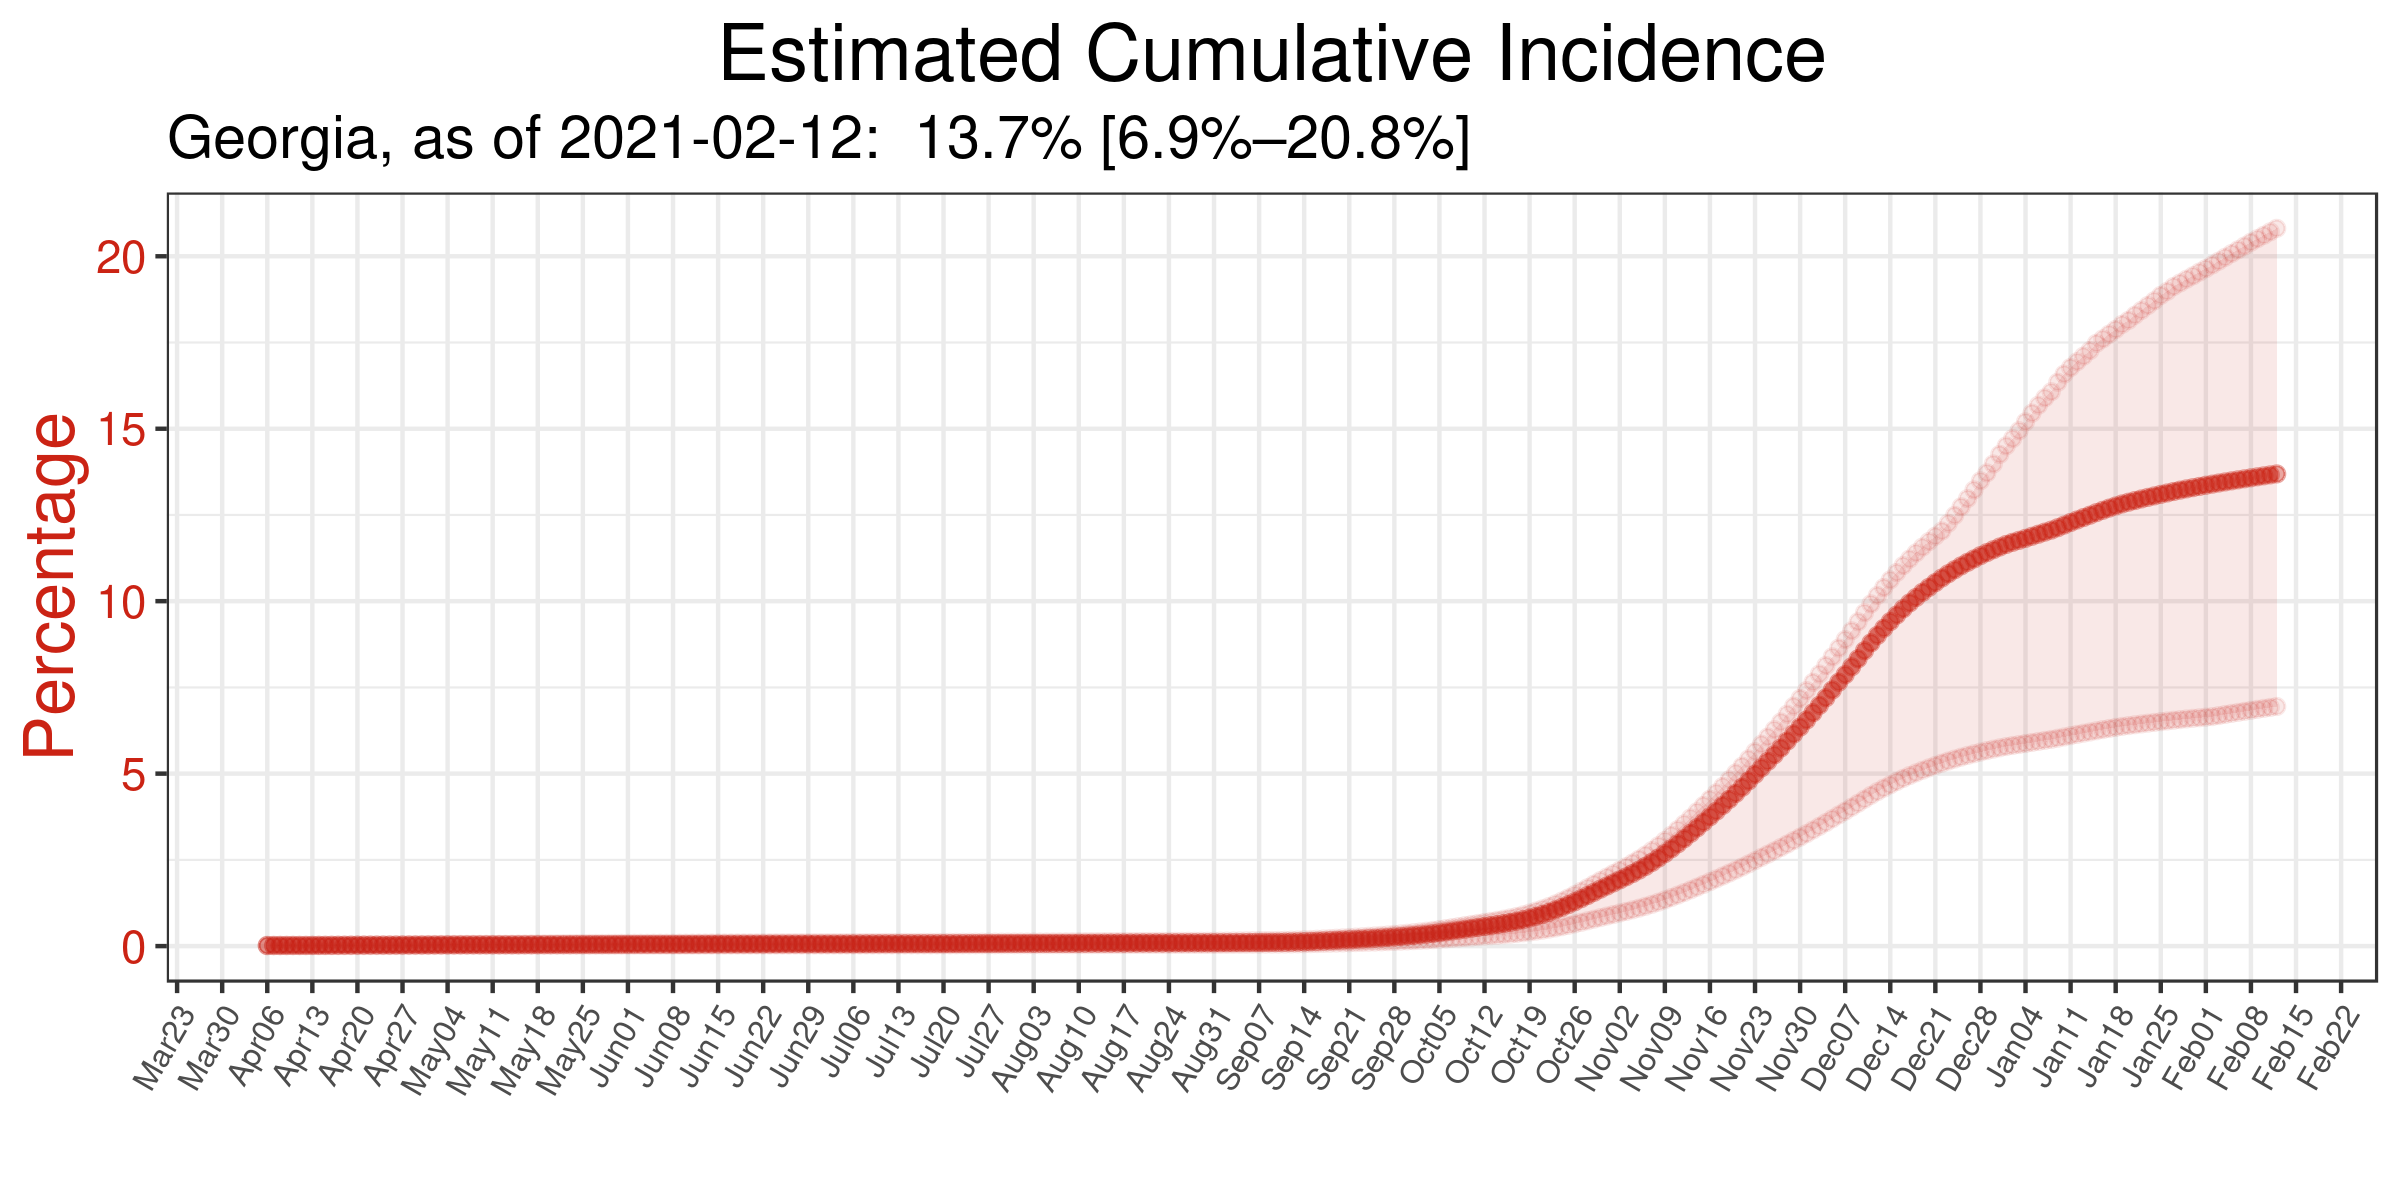 Estimated Cumulative Incidence
Georgia, as of 2021-02-12:  13.7% [6.9%–20.8%]
Percentage
20
15
10
5
0
Mar23
Mar30
Apr06
Apr13
Apr20
Apr27
May04
May11
May18
May25
Jun01
Jun08
Jun15
Jun22
Jun29
Jul06
Jul13
Jul20
Jul27
Aug03
Aug10
Aug17
Aug24
Aug31
Sep07
Sep14
Sep21
Sep28
Oct05
Oct12
Oct19
Oct26
Nov02
Nov09
Nov16
Nov23
Nov30
Dec07
Dec14
Dec21
Dec28
Jan04
Jan11
Jan18
Jan25
Feb01
Feb08
Feb15
Feb22